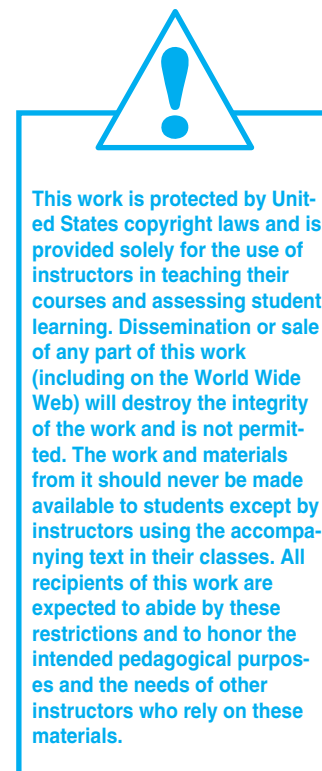 This work is protected by Unit-
ed States copyright laws and is
provided solely for the use of
instructors in teaching their
courses and assessing student
learning. Dissemination or sale
of any part of this work
(including on the World Wide
Web) will destroy the integrity
of the work and is not permit-
ted. The work and materials
from it should never be made
available to students except by
instructors using the accompa-
nying text in their classes. All
recipients of this work are
expected to abide by these
restrictions and to honor the
intended pedagogical purpos-
es and the needs of other
instructors who rely on these
materials.